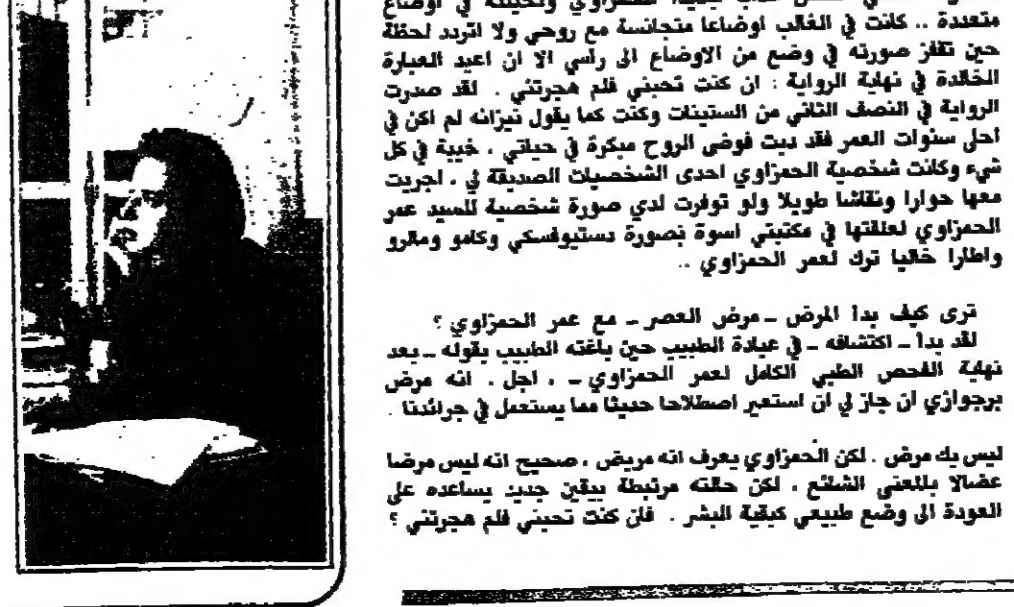 الحمزاوي وتخيلته في اوضاع
متعددة .. كانت في الغالب اوضاعا متجانسة مع روحي ولا اتردد لحظة
حين تقفز صورته في وضع من الاوضاع الى رأسي الا ان اعيد العبارة
الخالدة في نهاية الرواية : ان كنت تحبني فلم هجرتني . لقد صدرت
الرواية في النصف الثاني من الستينات وكنت كما يقول نيزانه لم اكن في
احلى سنوات العمر فقد دبت فوضى الروح مبكرة في حياتي ، خيبة في كل
شيء وكانت شخصية الحمزاوي احدى الشخصيات الصديقة لي . اجريت
معها حوارا ونقاشا طويلا ولو توفرت لدي صورة شخصية للسيد عمر
الحمزاوي لعلقتها في مكتبتي اسوة بصورة دستيوفسكي وكامو ومالرو
واطارا خاليا ترك لعمر الحمزاوي ..
ترى كيف بدأ المرض - مرض العصر - مع عمر الحمزاوي ؟
لقد بدأ - اكتشافه - في عيادة الطبيب حين باغته الطبيب بقوله - بعد
نهاية الفحص الطبي الكامل لعمر الحمزاوي - ، اجل . انه مرض
برجوازي ان جاز لي ان استعير اصطلاحا حديثا مما يستعمل في جرائدنا .
ليس بك مرض . لكن الحمزاوي يعرف انه مريض ، صحيح انه ليس مرضا
عضالا بالمعنى الشائع ، لكن حالته مرتبطة بيقين جديد يساعده على
العودة الى وضع طبيعي كبقية البشر . فان كنت تحبني فلم هجرتني ؟